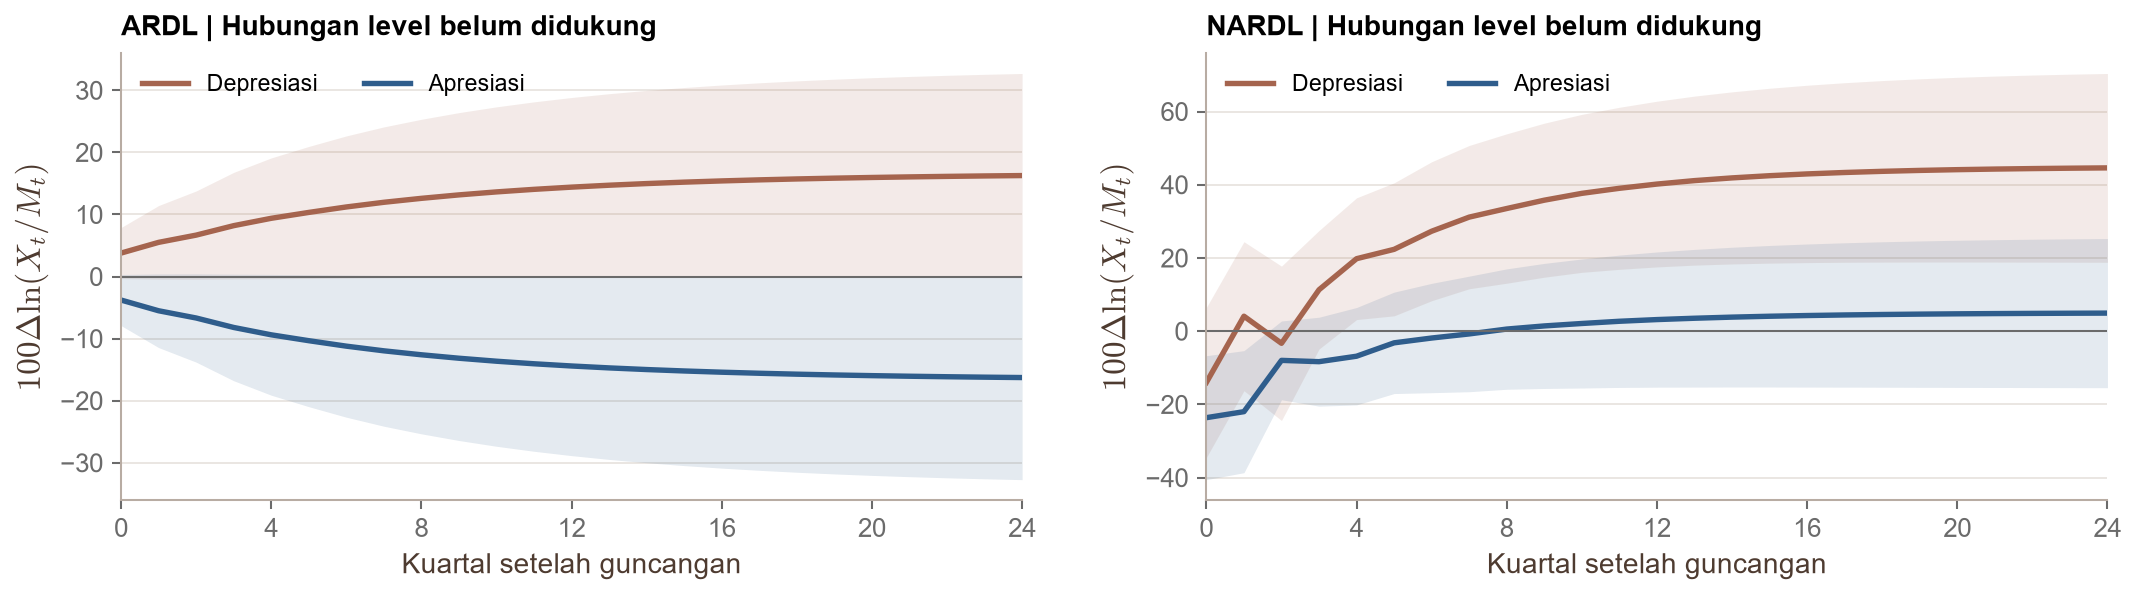 ARDL | Hubungan level belum didukung
Depresiasi
Apresiasi
30
20
10
0
−10
−20
−30
100Δln(X_t/M_t)
0
4
8
12
16
20
24
Kuartal setelah guncangan
NARDL | Hubungan level belum didukung
Depresiasi
Apresiasi
60
40
20
0
−20
−40
100Δln(X_t/M_t)
0
4
8
12
16
20
24
Kuartal setelah guncangan